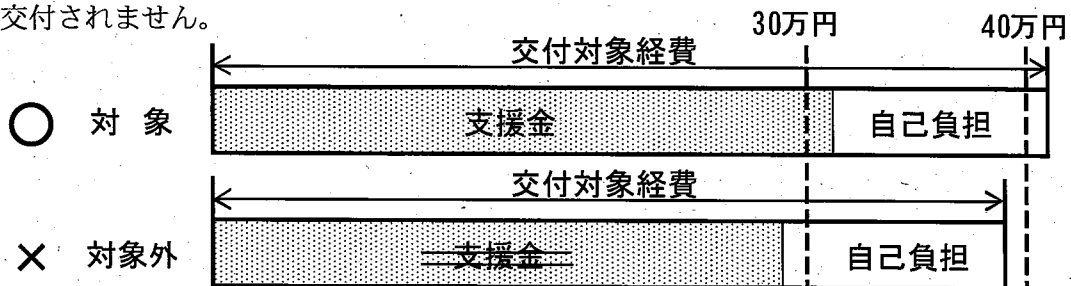 交付されません。
30万円 40万円
交付対象経費
○ 対 象 支援金 自己負担
交付対象経費
× 対象外 支援金 自己負担